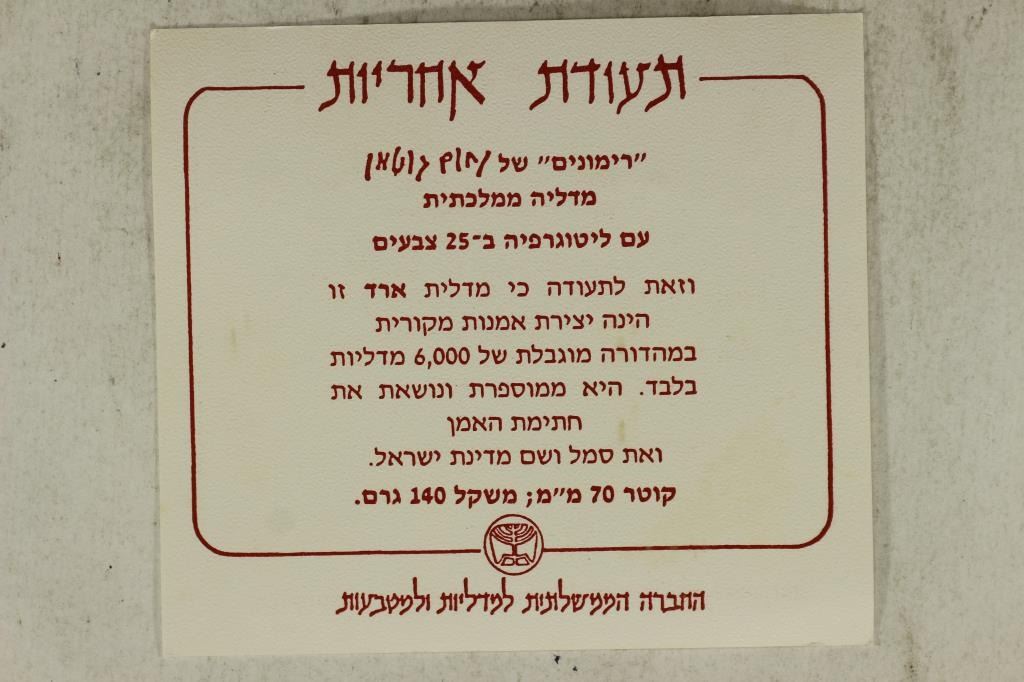 תעודת אחריות
"רימונים" של נחום גוטמן
מדליה ממלכתית
עם ליטוגרפיה ב־25 צבעים
וזאת לתעודה כי מדלית ארד זו
הינה יצירת אמנות מקורית
במהדורה מוגבלת של 6,000 מדליות
בלבד. היא ממוספרת ונושאת את
חתימת האמן
ואת סמל ושם מדינת ישראל.
קוטר 70 מ"מ; משקל 140 גרם.
החברה הממשלתית למדליות ולמטבעות